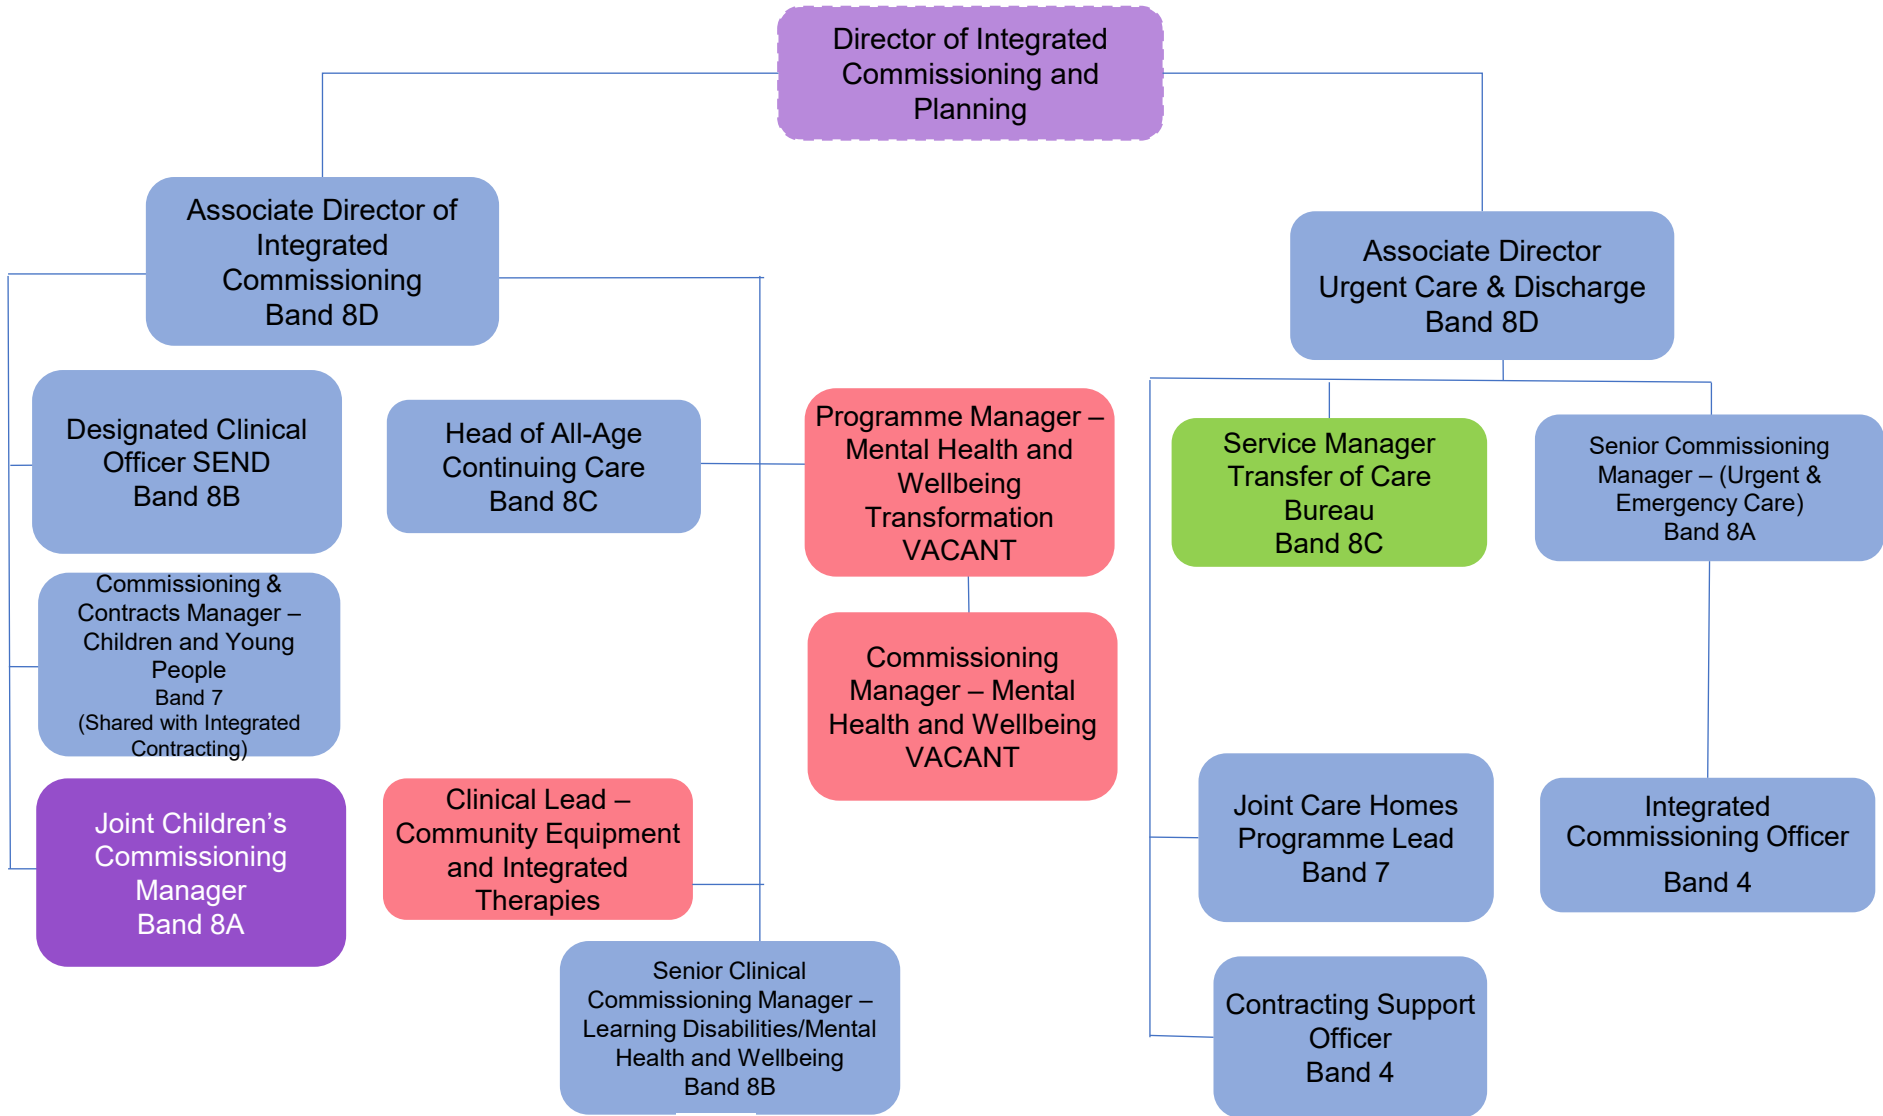 Director of Integrated
Commissioning and
Planning
Associate Director of
Integrated
Commissioning
Band 8D
Associate Director
Urgent Care & Discharge
Band 8D
Designated Clinical
Officer SEND
Band 8B
Head of All-Age
Continuing Care
Band 8C
Programme Manager –
Mental Health and
Wellbeing
Transformation
VACANT
Service Manager
Transfer of Care
Bureau
Band 8C
Senior Commissioning
Manager – (Urgent &
Emergency Care)
Band 8A
Commissioning &
Contracts Manager –
Children and Young
People
Band 7
(Shared with Integrated
Contracting)
Commissioning
Manager – Mental
Health and Wellbeing
VACANT
Joint Children’s
Commissioning
Manager
Band 8A
Clinical Lead –
Community Equipment
and Integrated
Therapies
Joint Care Homes
Programme Lead
Band 7
Integrated
Commissioning Officer
Band 4
Senior Clinical
Commissioning Manager –
Learning Disabilities/Mental
Health and Wellbeing
Band 8B
Contracting Support
Officer
Band 4